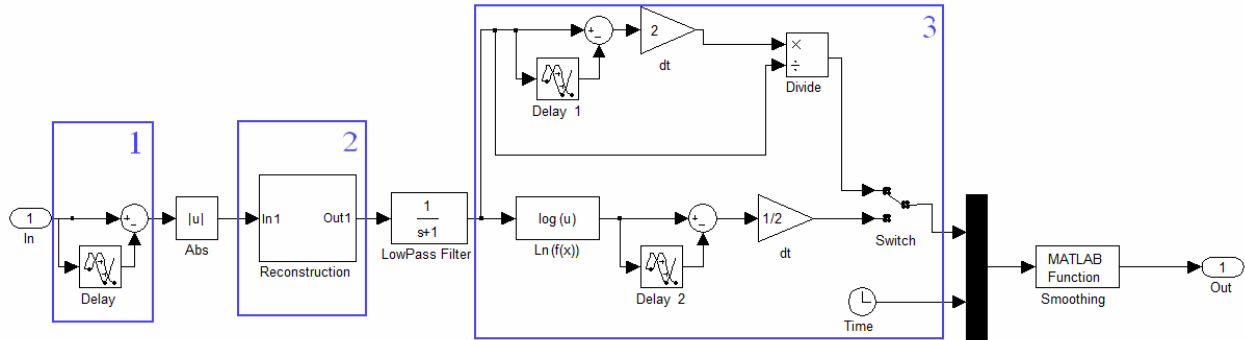 1
In
1
Delay
|u|
Abs
2
In1
Out1
Reconstruction
1
s+1
LowPass Filter
3
Delay 1
2
dt
×
÷
Divide
log (u)
Ln (f(x))
Delay 2
1/2
dt
Switch
Time
MATLAB
Function
Smoothing
1
Out